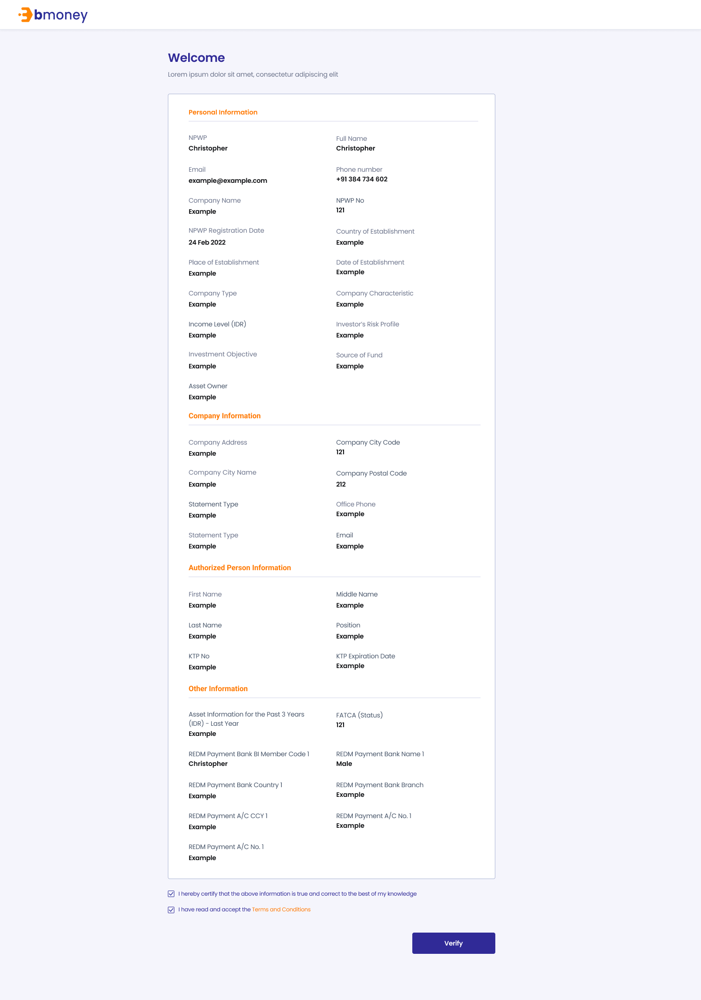 bmoney
Welcome
Lorem ipsum dolor sit amet, consectetur adipiscing elit
Personal Information
NPWP
Christopher
Full Name
Christopher
Email
example@example.com
Phone number
+91 384 734 602
Company Name
Example
NPWP No
121
NPWP Registration Date
24 Feb 2022
Country of Establishment
Example
Place of Establishment
Example
Date of Establishment
Example
Company Type
Example
Company Characteristic
Example
Income Level (IDR)
Example
Investor’s Risk Profile
Example
Investment Objective
Example
Source of Fund
Example
Asset Owner
Example
Company Information
Company Address
Example
Company City Code
121
Company City Name
Example
Company Postal Code
212
Statement Type
Example
Office Phone
Example
Statement Type
Example
Email
Example
Authorized Person Information
First Name
Example
Middle Name
Example
Last Name
Example
Position
Example
KTP No
Example
KTP Expiration Date
Example
Other Information
Asset Information for the Past 3 Years
(IDR) - Last Year
Example
FATCA (Status)
121
REDM Payment Bank BI Member Code 1
Christopher
REDM Payment Bank Name 1
Male
REDM Payment Bank Country 1
Example
REDM Payment Bank Branch
Example
REDM Payment A/C CCY 1
Example
REDM Payment A/C No. 1
Example
REDM Payment A/C No. 1
Example
I hereby certify that the above information is true and correct to the best of my knowledge
I have read and accept the Terms and Conditions
Verify